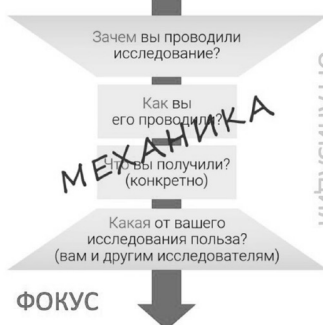 Зачем вы проводили
исследование?
Как вы
его проводили?
МЕХАНИКА
Что вы получили?
(конкретно)
Какая от вашего
исследования польза?
(вам и другим исследователям)
ФОКУС